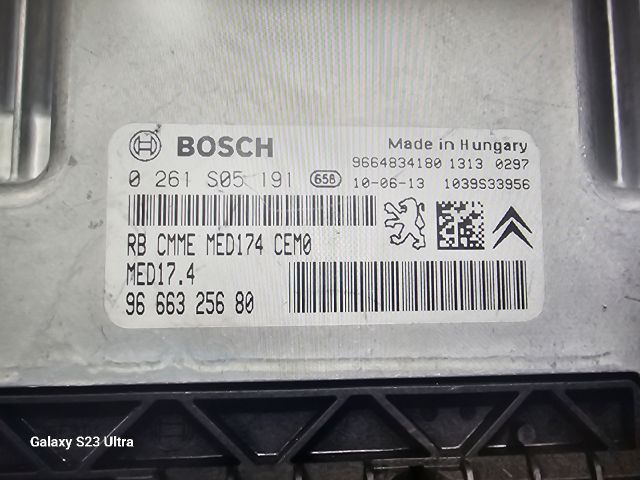 BOSCH
Made in Hungary
9664834180 1313 0297
0 261 S05 191 658 10-06-13 1039S33956
RB CMME MED174 CEM0
MED17.4
96 663 256 80
Galaxy S23 Ultra